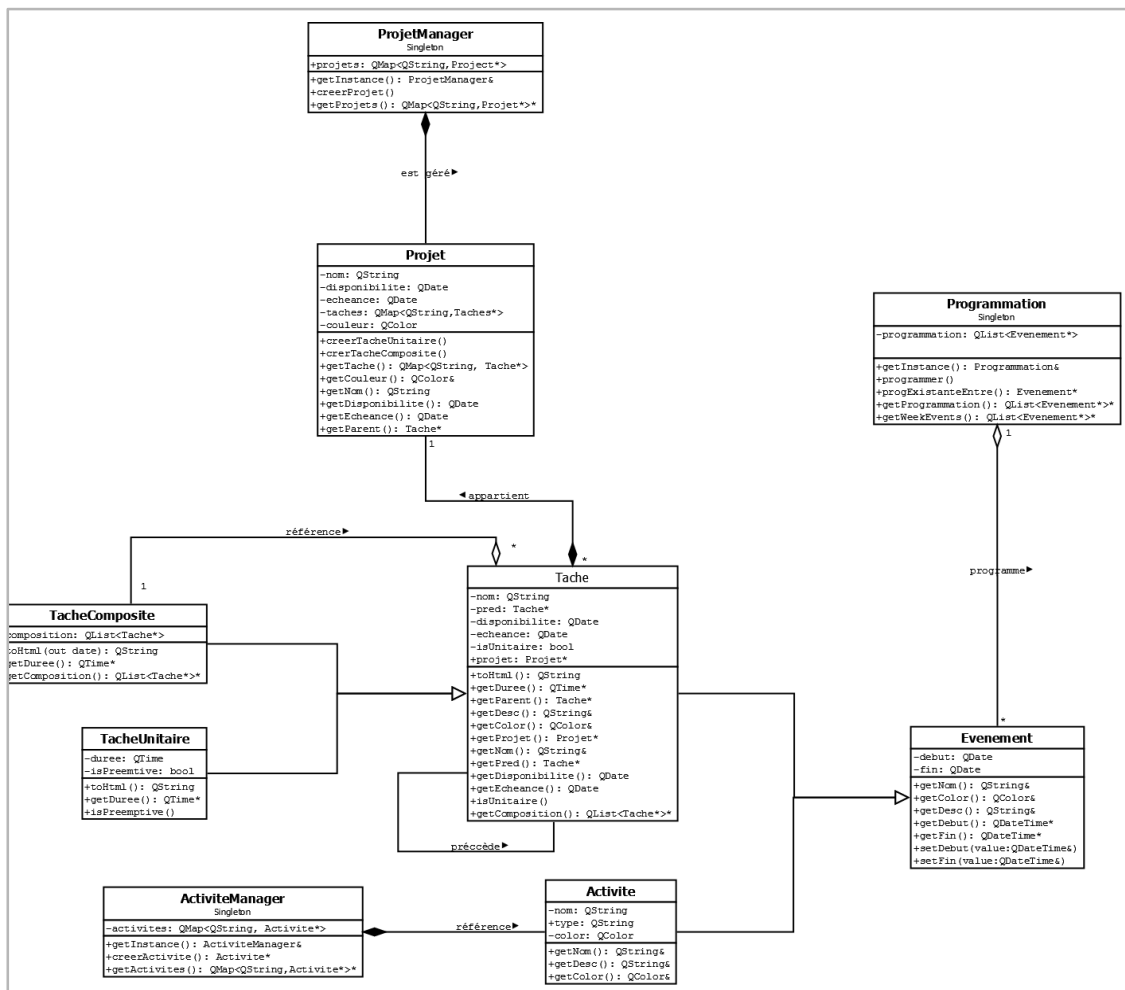 ProjetManager
Singleton
+projets: QMap<QString,Project*>
+getInstance(): ProjetManager&
+creerProjet()
+getProjets(): QMap<QString,Projet*>*
est géré►
Projet
-nom: QString
-disponibilite: QDate
-echeance: QDate
-taches: QMap<QString,Taches*>
-couleur: QColor
+creerTacheUnitaire()
+crerTacheComposite()
+getTache(): QMap<QString, Tache*>
+getCouleur(): QColor&
+getNom(): QString
+getDisponibilite(): QDate
+getEcheance(): QDate
+getParent(): Tache*
1
◄appartient
*
Programmation
Singleton
-programmation: QList<Evenement*>
+getInstance(): Programmation&
+programmer()
+progExistanteEntre(): Evenement*
+getProgrammation(): QList<Evenement*>*
+getWeekEvents(): QList<Evenement*>*
1
programme►
*
référence►
*
1
TacheComposite
composition: QList<Tache*>
toHtml(out date): QString
getDuree(): QTime*
getComposition(): QList<Tache*>*
TacheUnitaire
-duree: QTime
-isPreemtive: bool
+toHtml(): QString
+getDuree(): QTime*
+isPreemptive()
Tache
-nom: QString
-pred: Tache*
-disponibilite: QDate
-echeance: QDate
-isUnitaire: bool
+projet: Projet*
+toHtml(): QString
+getDuree(): QTime*
+getParent(): Tache*
+getDesc(): QString&
+getColor(): QColor&
+getProjet(): Projet*
+getNom(): QString&
+getPred(): Tache*
+getDisponibilite(): QDate
+getEcheance(): QDate
+isUnitaire()
+getComposition(): QList<Tache*>*
préccède►
Evenement
-debut: QDate
-fin: QDate
+getNom(): QString&
+getColor(): QColor&
+getDesc(): QString&
+getDebut(): QDateTime*
+getFin(): QDateTime*
+setDebut(value:QDateTime&)
+setFin(value:QDateTime&)
ActiviteManager
Singleton
-activites: QMap<QString, Activite*>
+getInstance(): ActiviteManager&
+creerActivite(): Activite*
+getActivites(): QMap<QString,Activite*>*
référence►
Activite
-nom: QString
+type: QString
-color: QColor
+getNom(): QString&
+getDesc(): QString&
+getColor(): QColor&